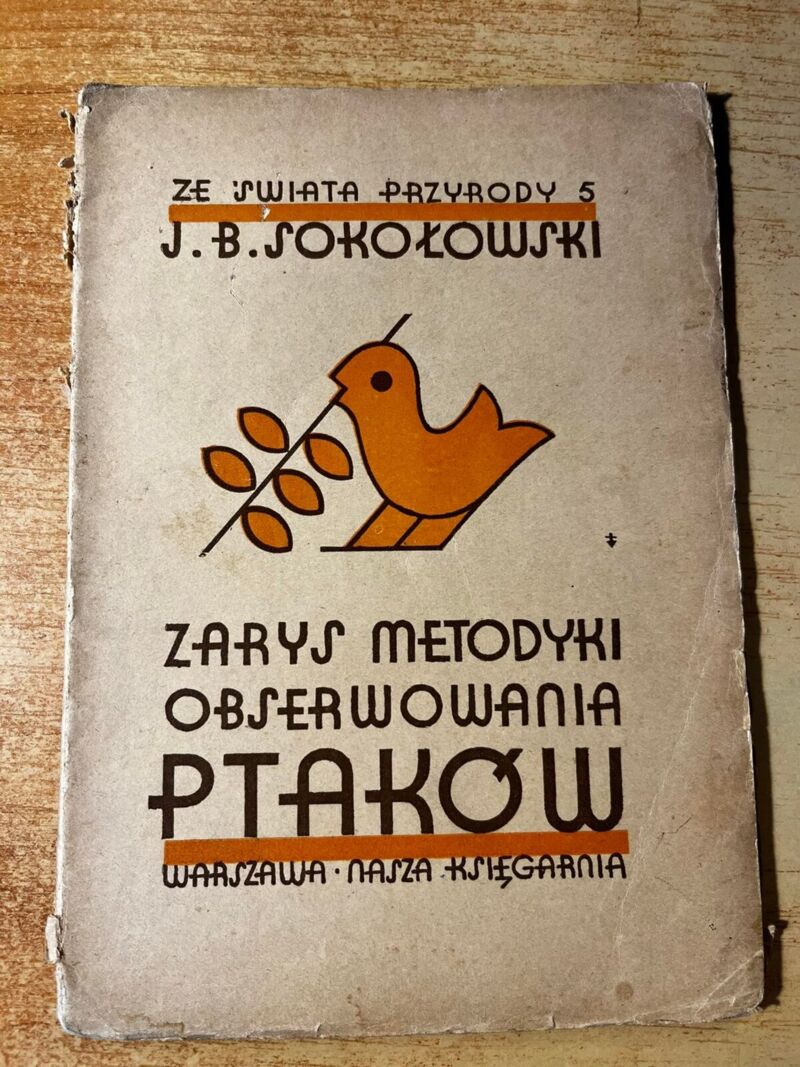 ZE ŚWIATA PRZYRODY 5
J. B. SOKOŁOWSKI
ZARYS METODYKI
OBSERWOWANIA
PTAKÓW
WARSZAWA · NASZA KSIĘGARNIA